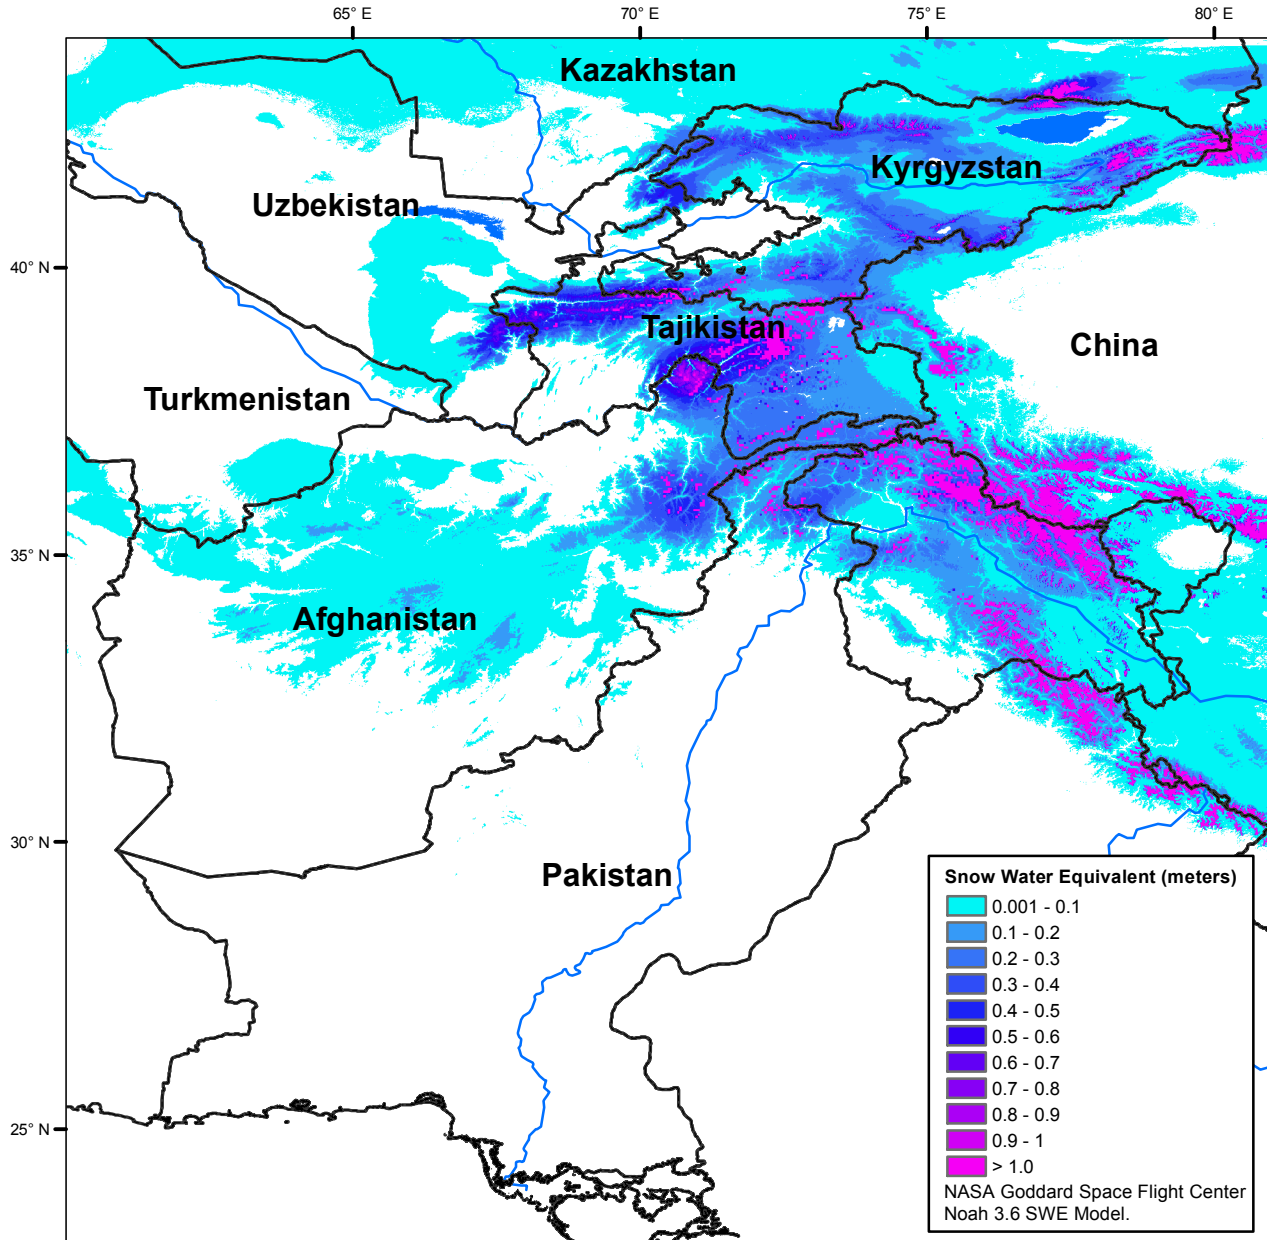 65° E
70° E
75° E
80° E
Kazakhstan
Kyrgyzstan
Uzbekistan
40° N
Tajikistan
China
Turkmenistan
35° N
Afghanistan
30° N
Pakistan
25° N
Snow Water Equivalent (meters)
0.001 - 0.1
0.1 - 0.2
0.2 - 0.3
0.3 - 0.4
0.4 - 0.5
0.5 - 0.6
0.6 - 0.7
0.7 - 0.8
0.8 - 0.9
0.9 - 1
> 1.0
NASA Goddard Space Flight Center
Noah 3.6 SWE Model.